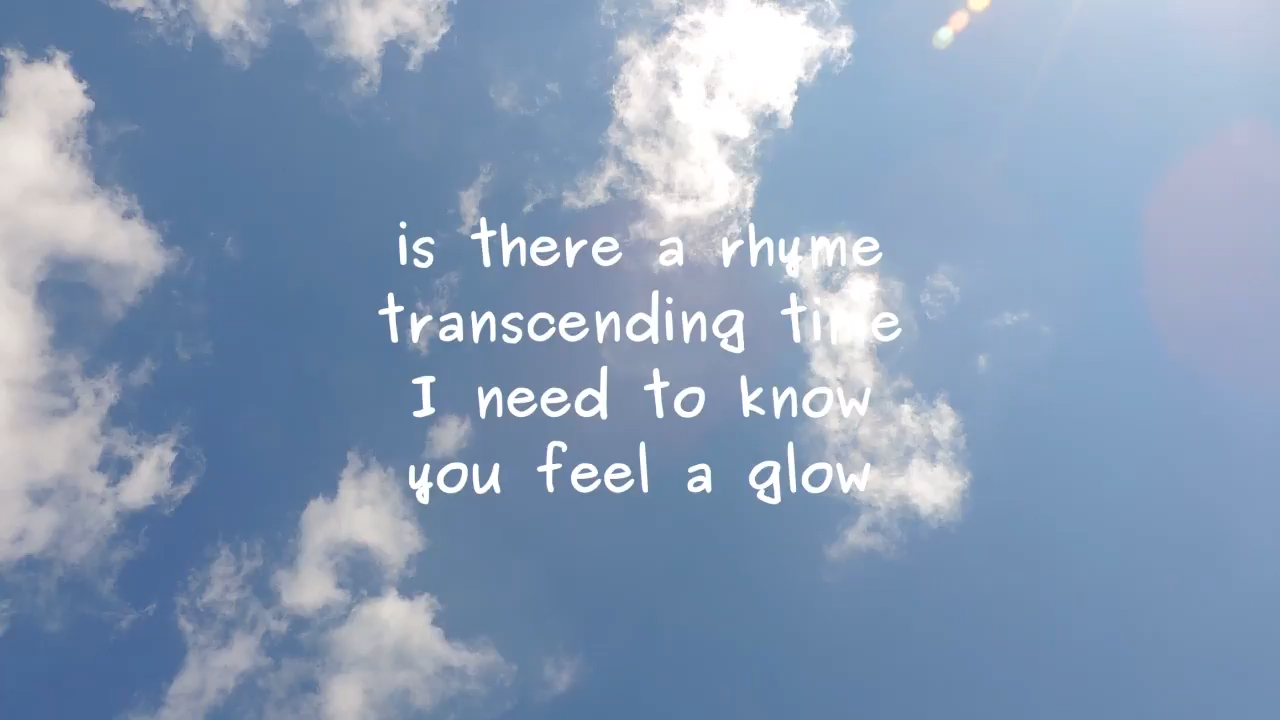 is there a rhyme
transcending time
I need to know
you feel a glow